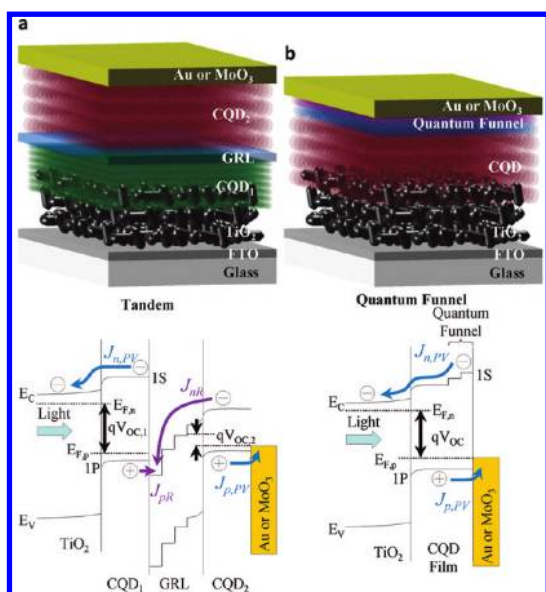 a
Au or MoO3
CQD2
GRL
CQD1
TiO2
FTO
Glass
Tandem
b
Au or MoO3
Quantum Funnel
CQD
TiO2
FTO
Glass
Quantum Funnel
Jn,PV
1S
EC
EF,n
JnR
Light
qVOC,1
qVOC,2
EF,p
1P
JpR
Jp,PV
EV
TiO2
CQD1
GRL
CQD2
Au or MoO3
Quantum
Funnel
Jn,PV
1S
EC
EF,n
Light
qVOC
EF,p
1P
Jp,PV
EV
TiO2
CQD
Film
Au or MoO3